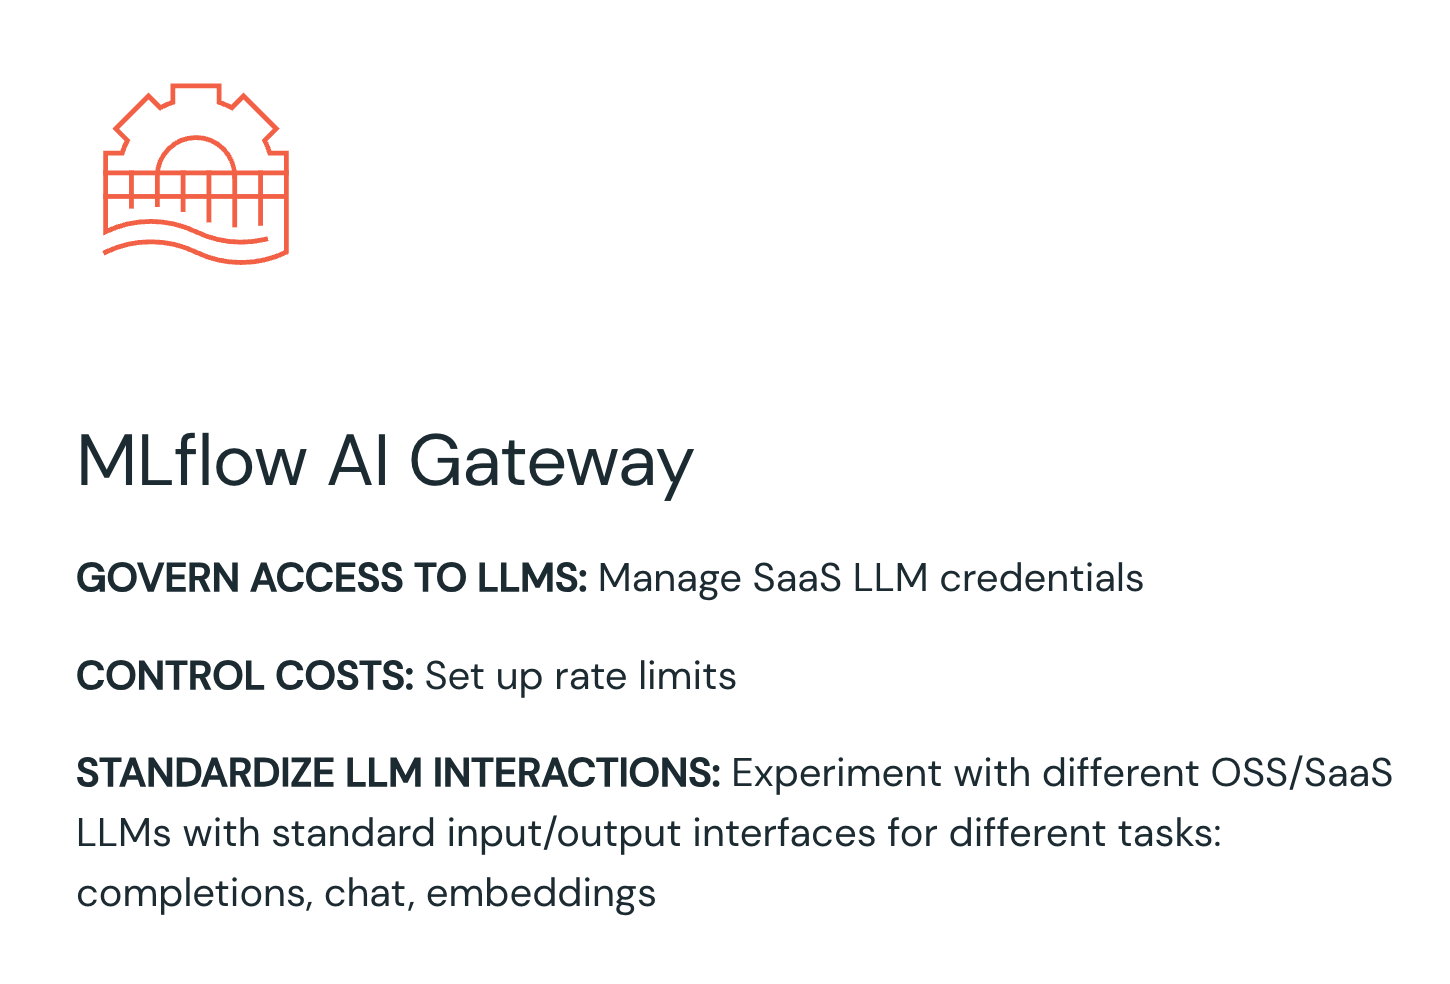 MLflow AI Gateway
GOVERN ACCESS TO LLMS: Manage SaaS LLM credentials
CONTROL COSTS: Set up rate limits
STANDARDIZE LLM INTERACTIONS: Experiment with different OSS/SaaS
LLMs with standard input/output interfaces for different tasks:
completions, chat, embeddings